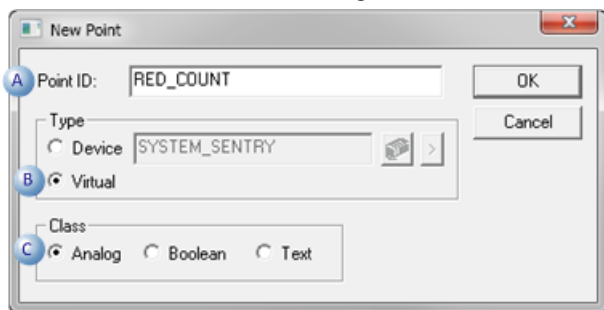 New Point
A Point ID: RED_COUNT OK
Type Cancel
Device SYSTEM_SENTRY >
B Virtual
Class
C Analog Boolean Text